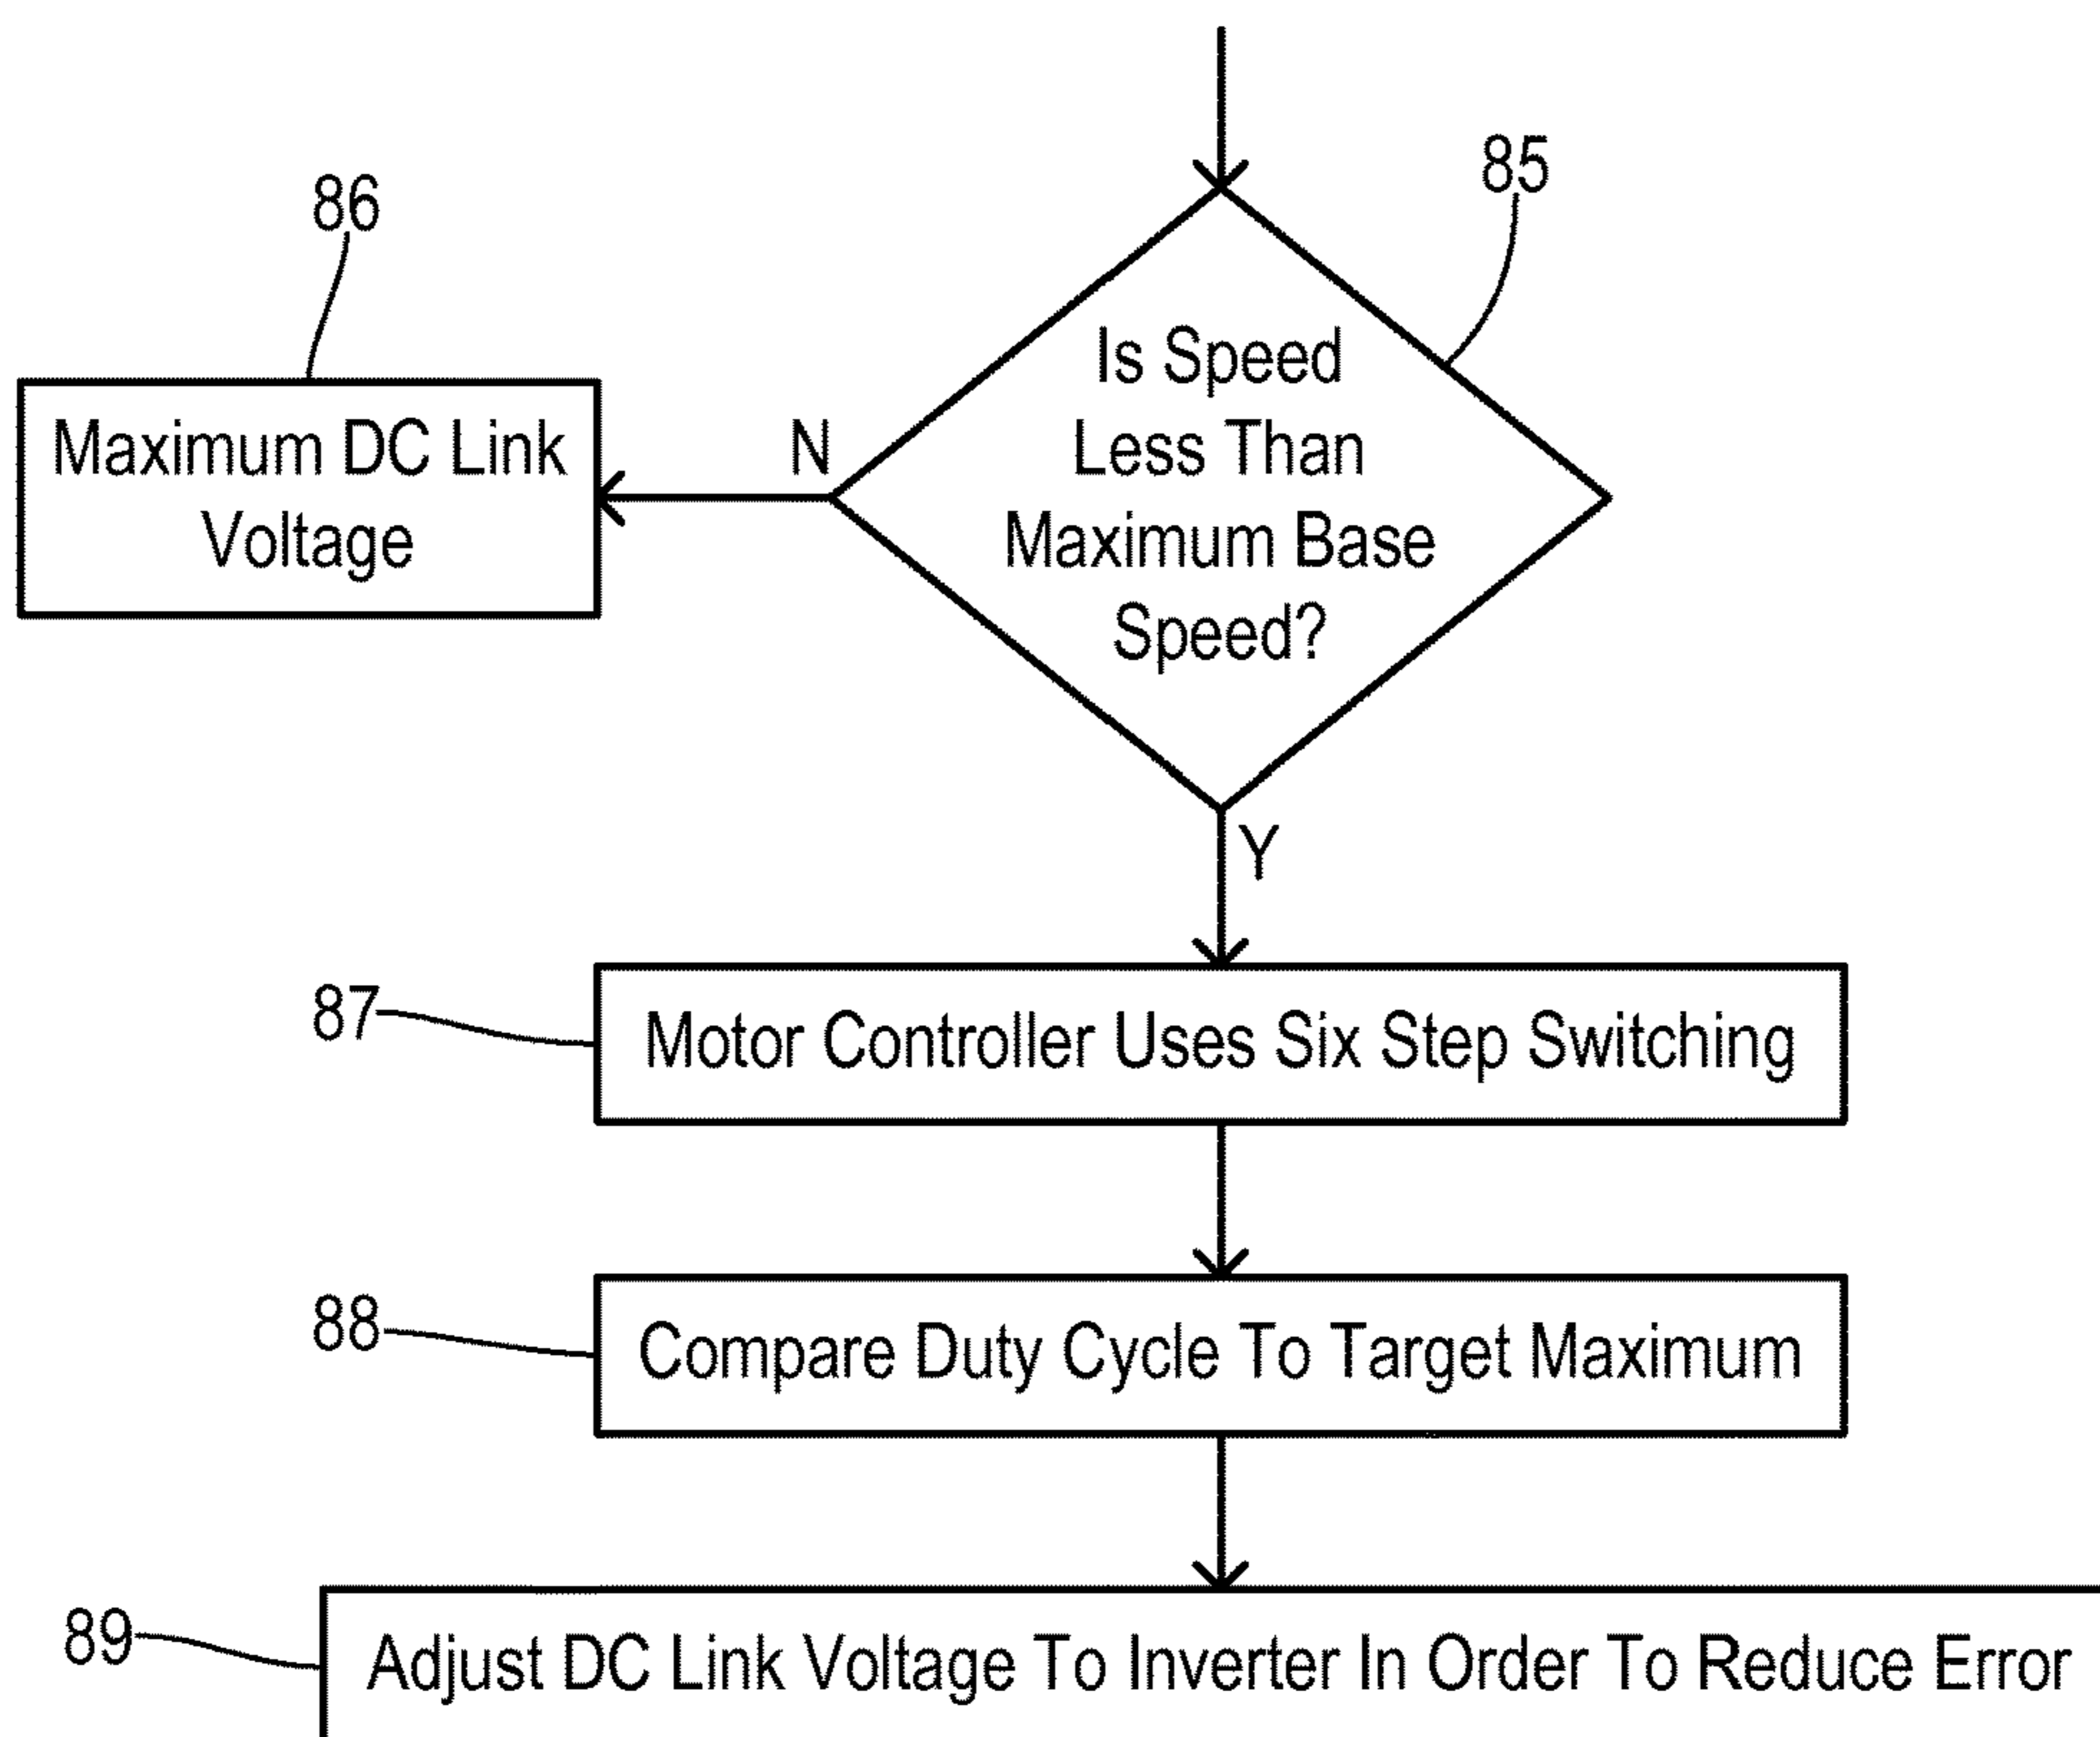 85
86
Is Speed
Less Than
Maximum Base
Speed?
N
Maximum DC Link
Voltage
Y
87
Motor Controller Uses Six Step Switching
88
Compare Duty Cycle To Target Maximum
89
Adjust DC Link Voltage To Inverter In Order To Reduce Error